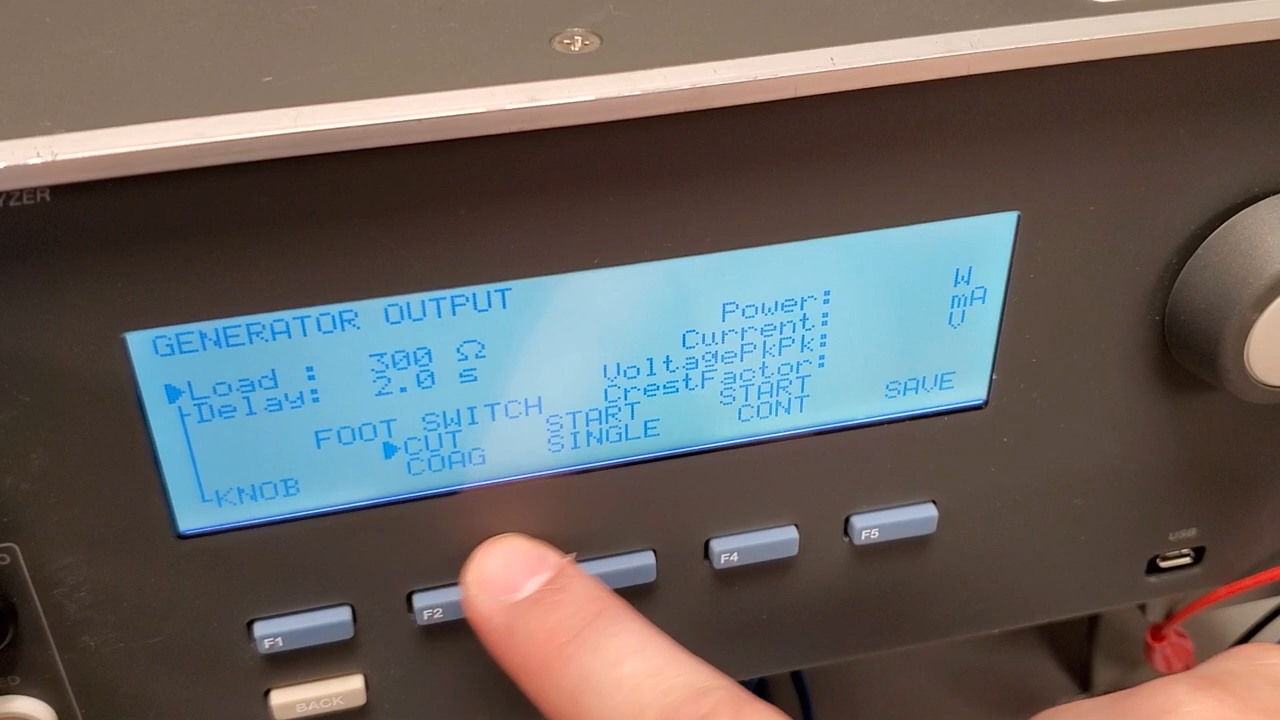 YZER
GENERATOR OUTPUT
Load : 300 Ω
Delay: 2.0 s
Power: W
Current: mA
VoltagePkPk: V
CrestFactor:
FOOT SWITCH
CUT
COAG
START
SINGLE
START
CONT
SAVE
KNOB
F1
F2
F4
F5
BACK
USB